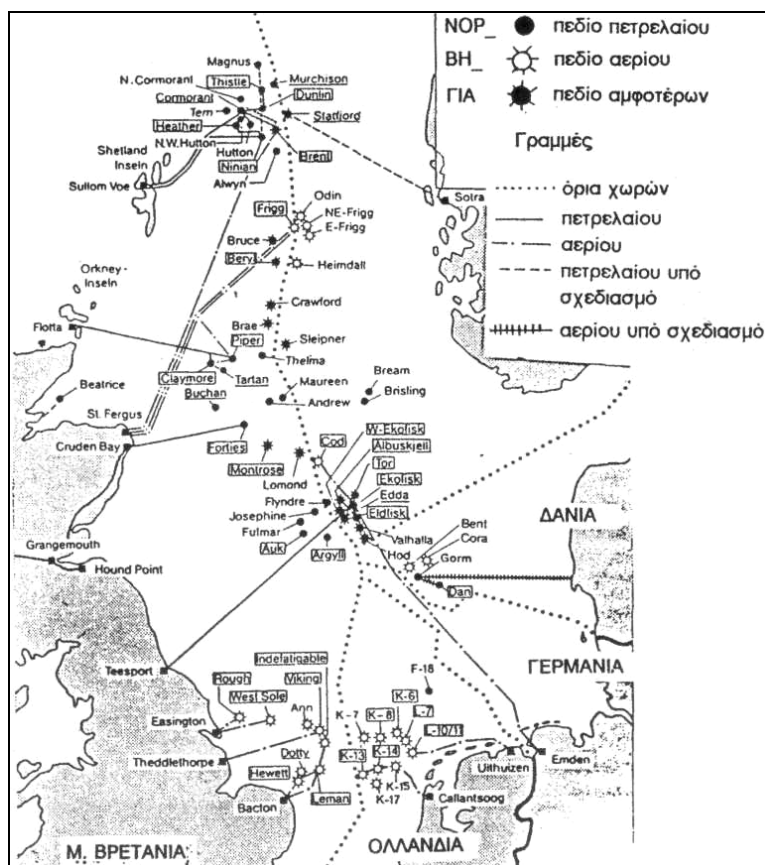 ΝΟΡ_ πεδίο πετρελαίου
ΒΗ_ πεδίο αερίου
ΓΙΑ πεδίο αμφοτέρων
Γραμμές
όρια χωρών
πετρελαίου
αερίου
πετρελαίου υπό
σχεδιασμό
αερίου υπό σχεδιασμό
Magnus
N. Cormorant
Thistle
Murchison
Cormorant
Dunlin
Tern
Statfjord
Heather
N.W. Hutton
Hutton
Ninian
Brent
Alwyn
Shetland
Inseln
Sullom Voe
Sotra
Odin
Frigg
NE-Frigg
E-Frigg
Bruce
Beryl
Heimdall
Orkney-
Inseln
Crawford
Flotta
Brae
Sleipner
Piper
Thelma
Claymore
Tartan
Beatrice
Buchan
Maureen
Andrew
Bream
Brisling
St. Fergus
Cruden Bay
Forties
Cod
W-Ekofisk
Albuskjell
Tor
Montrose
Lomond
Ekofisk
Edda
Flyndre
Eldfisk
Josephine
Fulmar
Auk
Argyll
Valhalla
Hod
Bent
Cora
Gorm
Dan
ΔΑΝΙΑ
Grangemouth
Hound Point
Teesport
ΓΕΡΜΑΝΙΑ
Indefatigable
Rough
Viking
West Sole
Ann
F-18
K-6
K-7
K-8
L-7
Easington
L-10/11
Theddlethorpe
Dotty
K-13
K-14
Hewett
Leman
K-15
K-17
Uithuizen
Emden
Bacton
Callantsoog
Μ. ΒΡΕΤΑΝΙΑ
ΟΛΛΑΝΔΙΑ